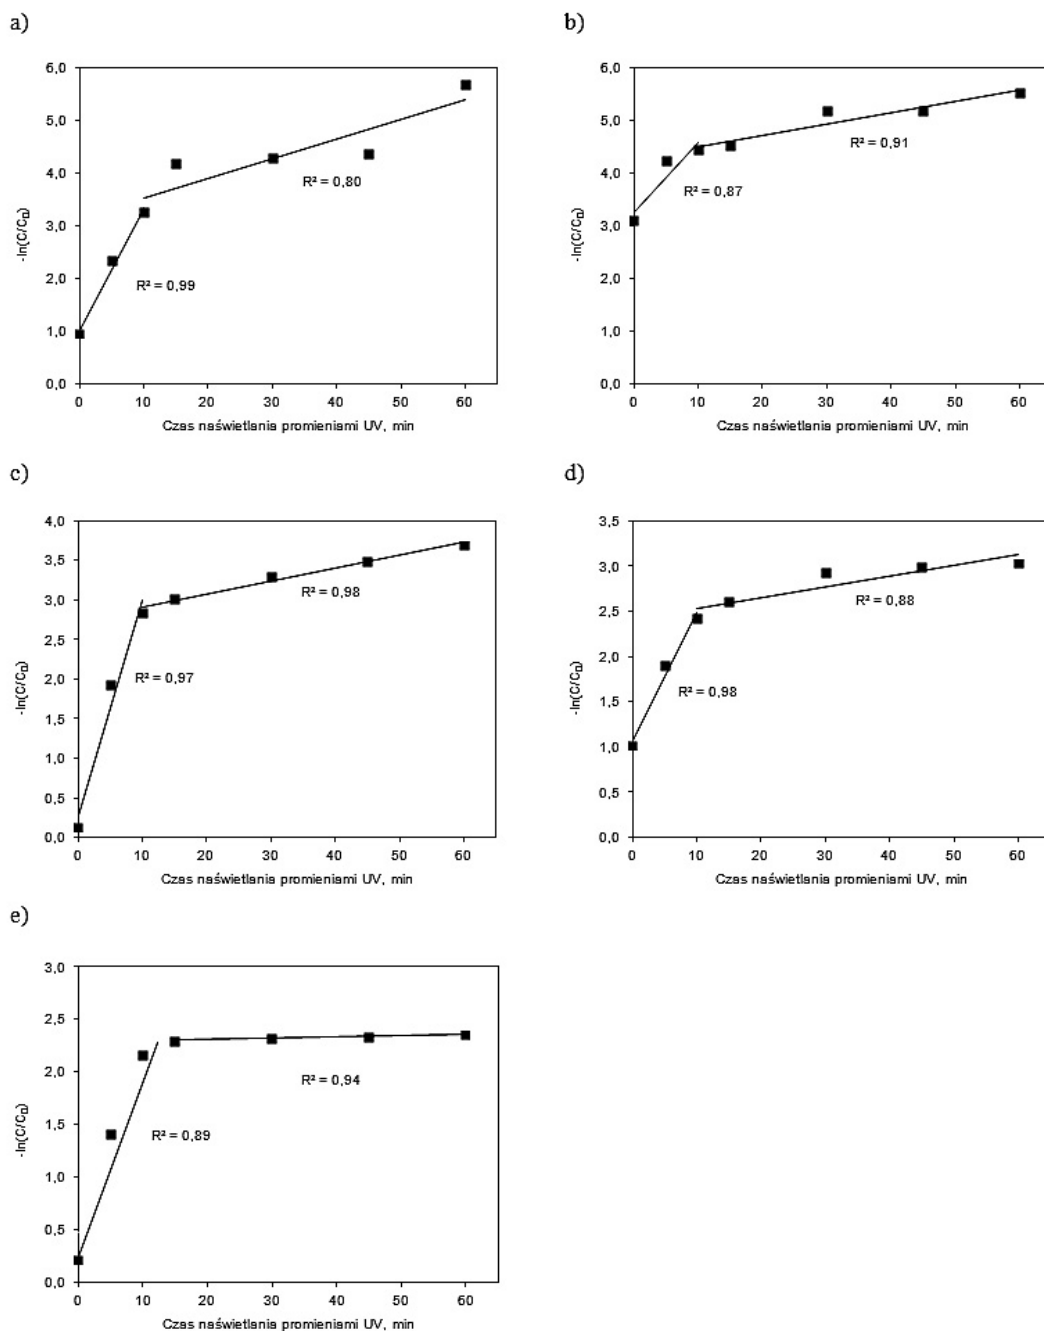 a)
6,0
5,0
4,0
3,0
2,0
1,0
0,0
-ln(C/C₀)
R² = 0,80
R² = 0,99
0 10 20 30 40 50 60
Czas naświetlania promieniami UV, min
b)
6,0
5,0
4,0
3,0
2,0
1,0
0,0
-ln(C/C₀)
R² = 0,91
R² = 0,87
0 10 20 30 40 50 60
Czas naświetlania promieniami UV, min
c)
4,0
3,5
3,0
2,5
2,0
1,5
1,0
0,5
0,0
-ln(C/C₀)
R² = 0,98
R² = 0,97
0 10 20 30 40 50 60
Czas naświetlania promieniami UV, min
d)
3,5
3,0
2,5
2,0
1,5
1,0
0,5
0,0
-ln(C/C₀)
R² = 0,88
R² = 0,98
0 10 20 30 40 50 60
Czas naświetlania promieniami UV, min
e)
3,0
2,5
2,0
1,5
1,0
0,5
0,0
-ln(C/C₀)
R² = 0,94
R² = 0,89
0 10 20 30 40 50 60
Czas naświetlania promieniami UV, min